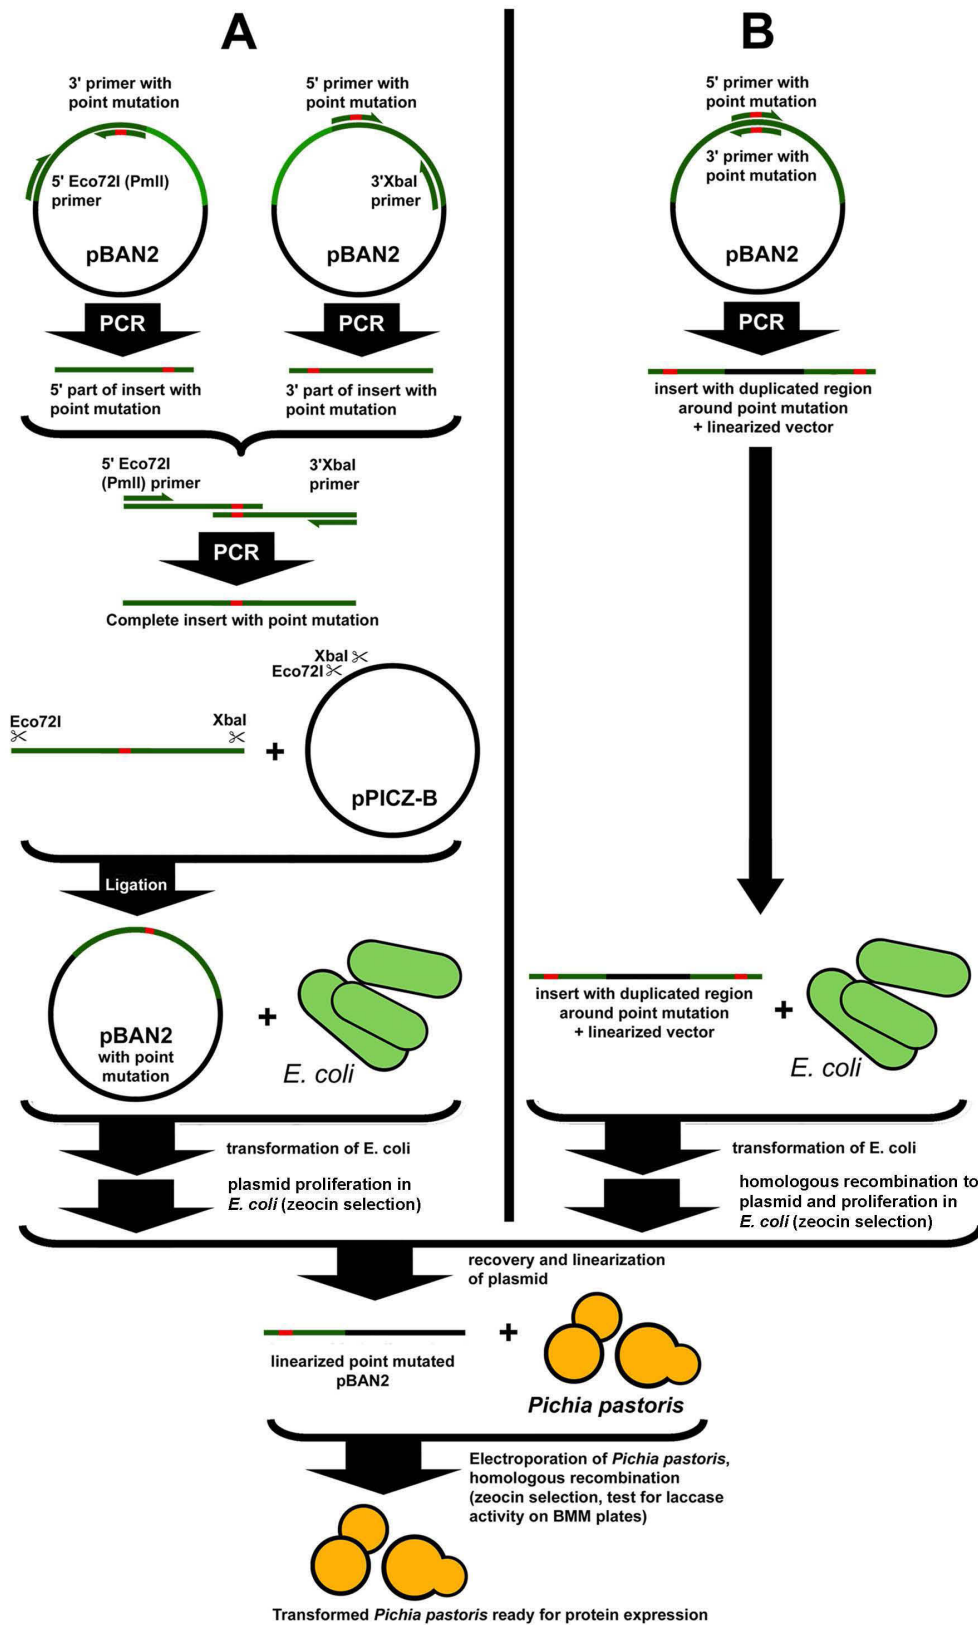 A
B
3' primer with
point mutation
5' primer with
point mutation
5' primer with
point mutation
5' Eco72I (PmlI)
primer
3'XbaI
primer
3' primer with
point mutation
pBAN2
pBAN2
pBAN2
PCR
PCR
PCR
5' part of insert with
point mutation
3' part of insert with
point mutation
insert with duplicated region
around point mutation
+ linearized vector
5' Eco72I
(PmlI) primer
3'XbaI
primer
PCR
Complete insert with point mutation
XbaI
Eco72I
Eco72I
XbaI
+
pPICZ-B
Ligation
pBAN2
with point
mutation
+
E. coli
insert with duplicated region
around point mutation
+ linearized vector
+
E. coli
transformation of E. coli
transformation of E. coli
plasmid proliferation in
E. coli (zeocin selection)
homologous recombination to
plasmid and proliferation in
E. coli (zeocin selection)
recovery and linearization
of plasmid
+
linearized point mutated
pBAN2
Pichia pastoris
Electroporation of Pichia pastoris,
homologous recombination
(zeocin selection, test for laccase
activity on BMM plates)
Transformed Pichia pastoris ready for protein expression